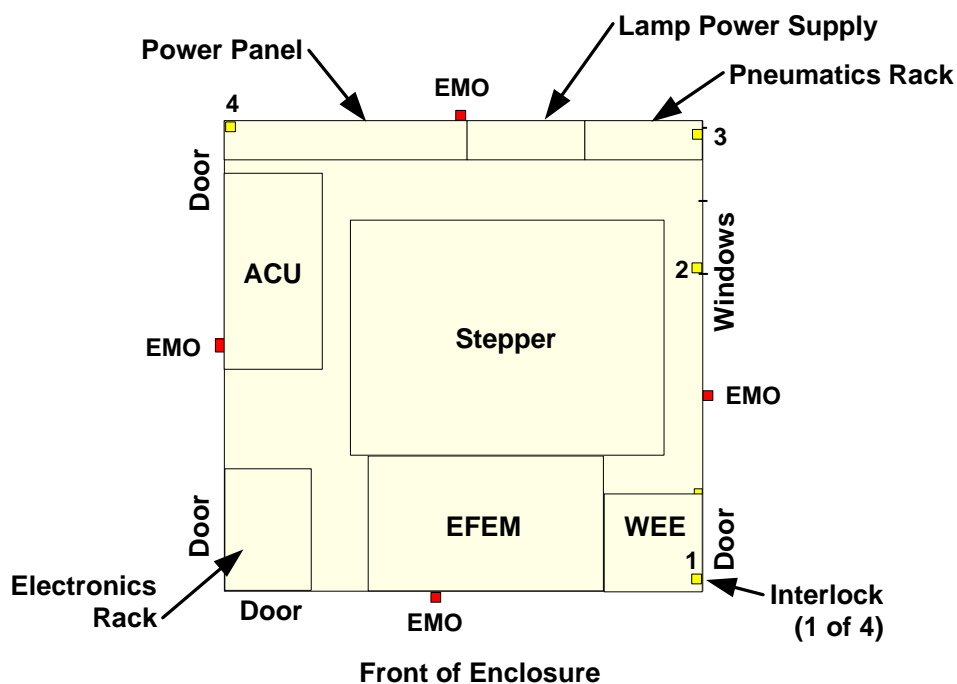 Lamp Power Supply
Power Panel
Pneumatics Rack
EMO
4
3
Door
Windows
ACU
2
Stepper
EMO
EMO
Door
EFEM
WEE
Door
1
Electronics
Rack
Door
EMO
Interlock
(1 of 4)
Front of Enclosure